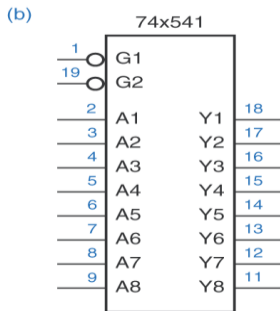 (b)
74x541
1 G1
19 G2
2 A1 Y1 18
3 A2 Y2 17
4 A3 Y3 16
5 A4 Y4 15
6 A5 Y5 14
7 A6 Y6 13
8 A7 Y7 12
9 A8 Y8 11